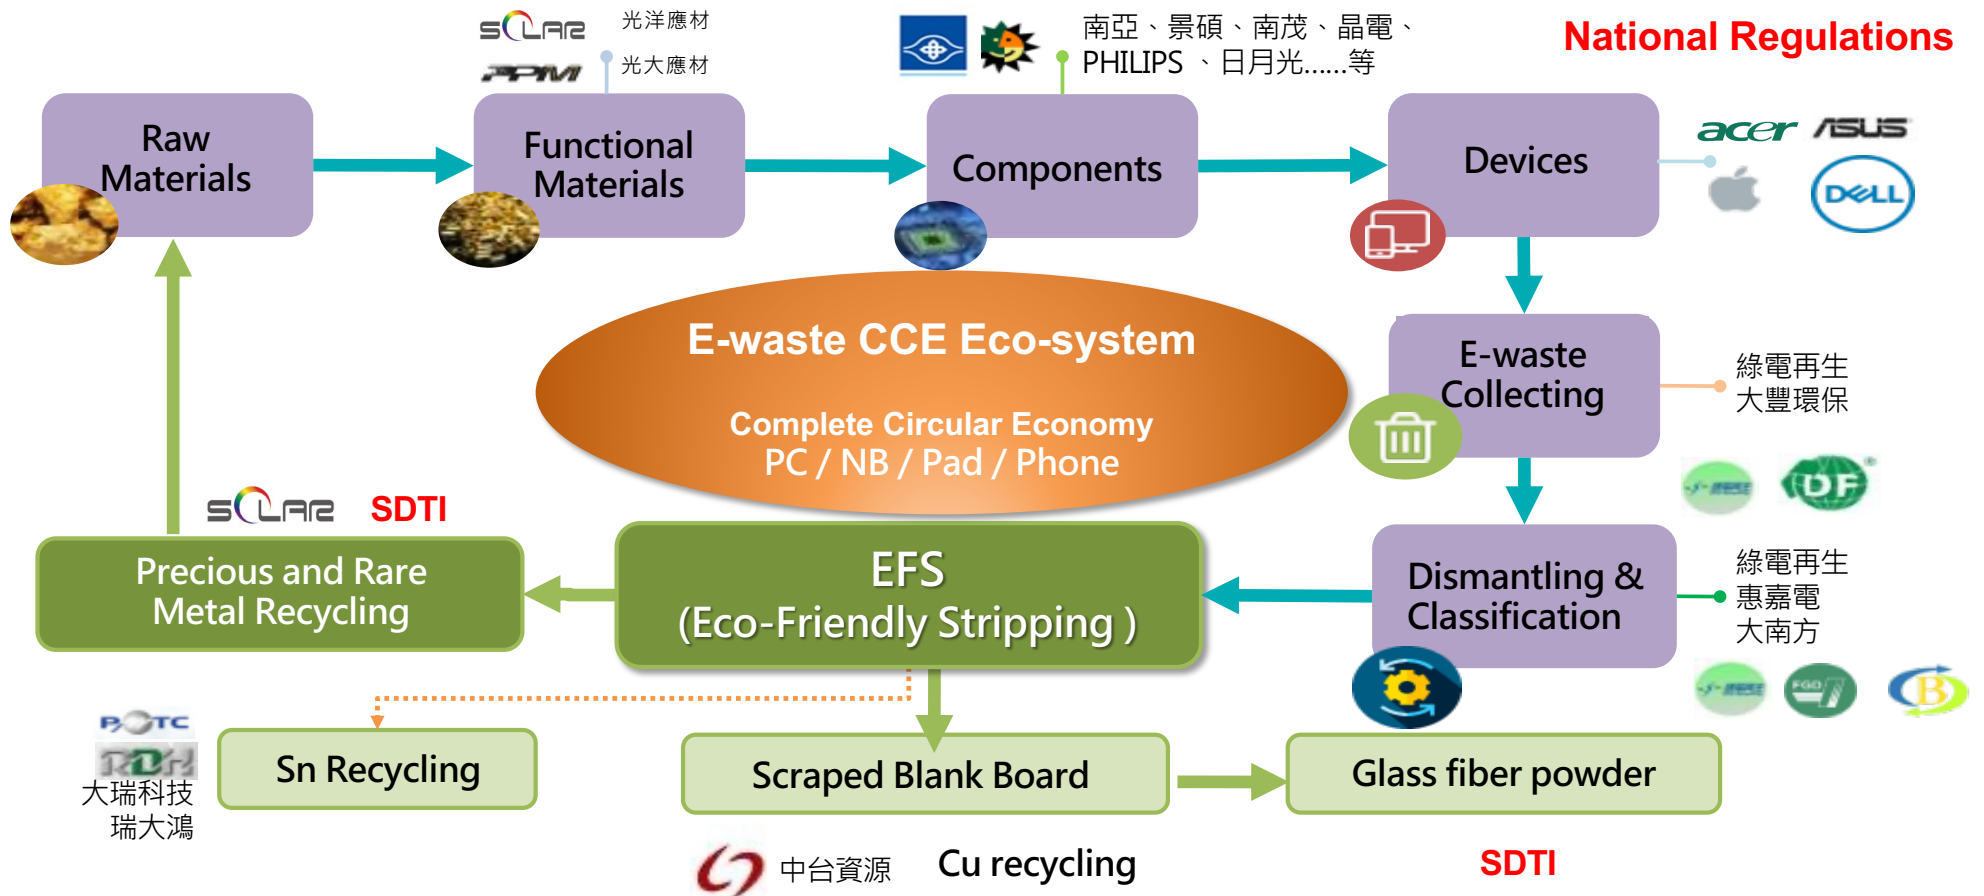 SOLAR
光洋應材
PPM
光大應材
南亞、景碩、南茂、晶電、
PHILIPS 、日月光......等
National Regulations
Raw
Materials
Functional
Materials
Components
Devices
acer
ASUS
DELL
E-waste CCE Eco-system
Complete Circular Economy
PC / NB / Pad / Phone
E-waste
Collecting
綠電再生
大豐環保
DF
SOLAR
SDTI
Precious and Rare
Metal Recycling
EFS
(Eco-Friendly Stripping )
Dismantling &
Classification
綠電再生
惠嘉電
大南方
FGD
B
RDH
大瑞科技
瑞大鴻
Sn Recycling
Scraped Blank Board
Glass fiber powder
中台資源
Cu recycling
SDTI